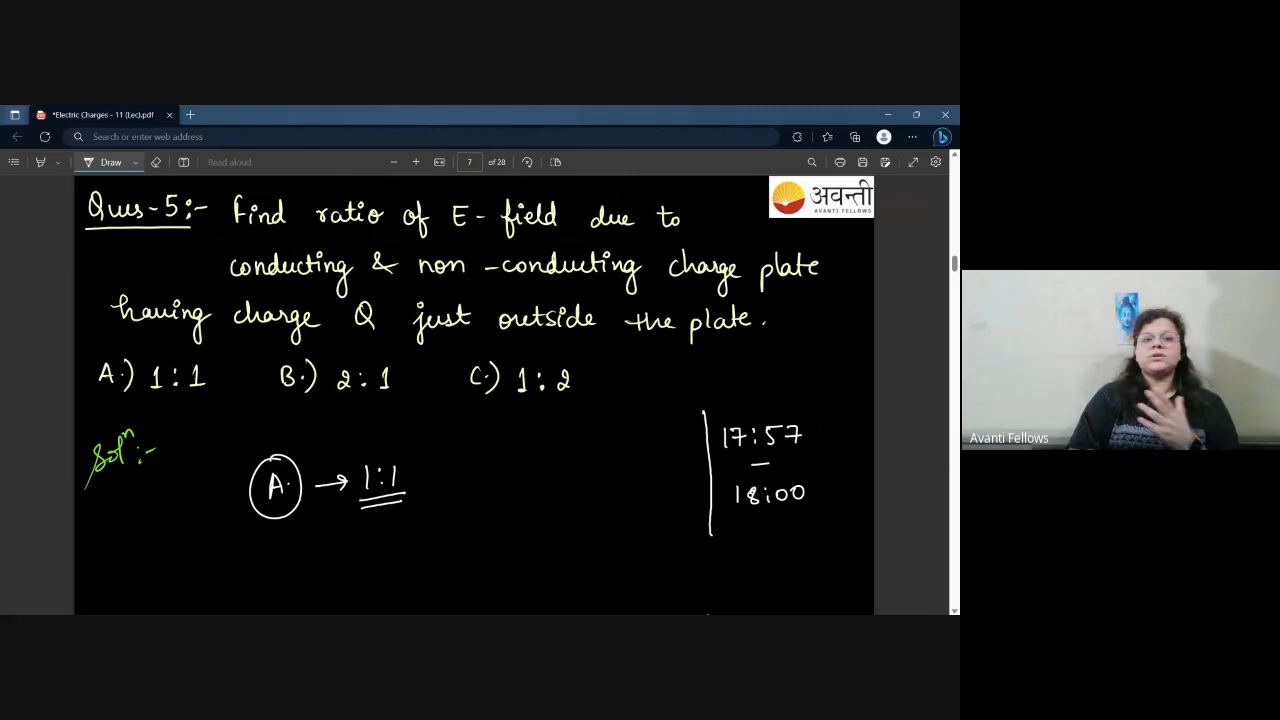 *Electric Charges - 11 (Lec).pdf
Search or enter web address
Draw
Read aloud
7 of 28
Ques-5:- Find ratio of E-field due to
conducting & non-conducting charge plate
having charge Q just outside the plate.
A.) 1:1 B.) 2:1 C.) 1:2
अवन्ती
AVANTI FELLOWS
Solⁿ:-
A. → 1:1
17:57
18:00
Avanti Fellows